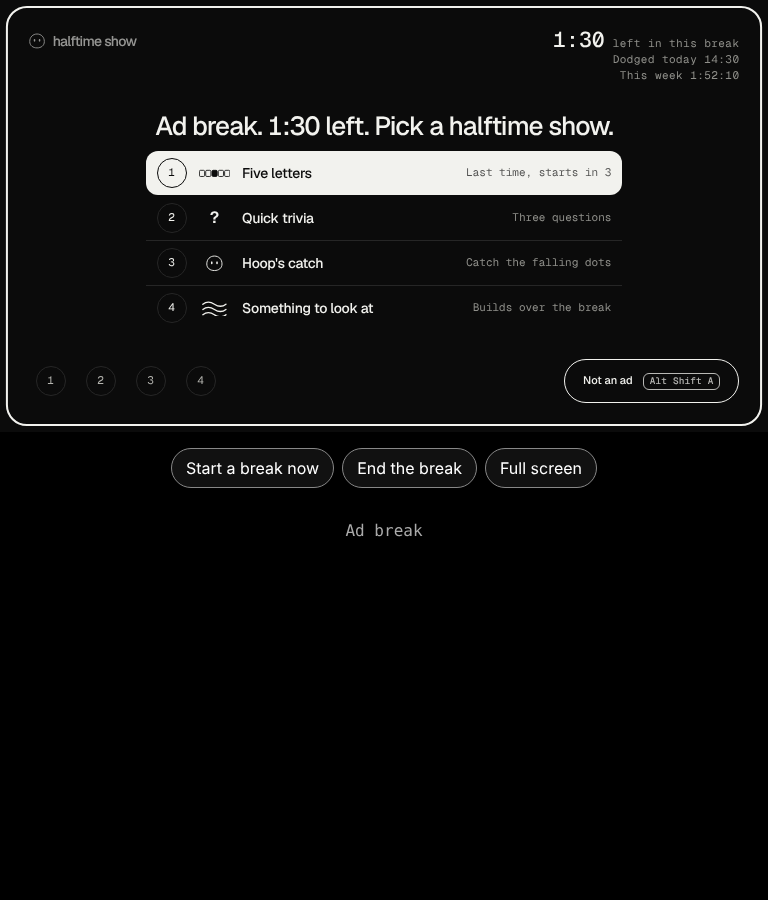 halftime show
1:30 left in this break
Dodged today 14:30
This week 1:52:10
Ad break. 1:30 left. Pick a halftime show.
1 Five letters Last time, starts in 3
2 ? Quick trivia Three questions
3 Hoop's catch Catch the falling dots
4 Something to look at Builds over the break
1 2 3 4 Not an ad Alt Shift A
Start a break now End the break Full screen
Ad break